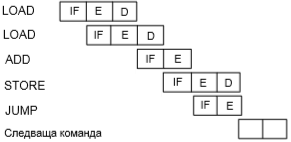 LOAD IF E D
LOAD IF E D
ADD IF E
STORE IF E D
JUMP IF E
Следваща команда